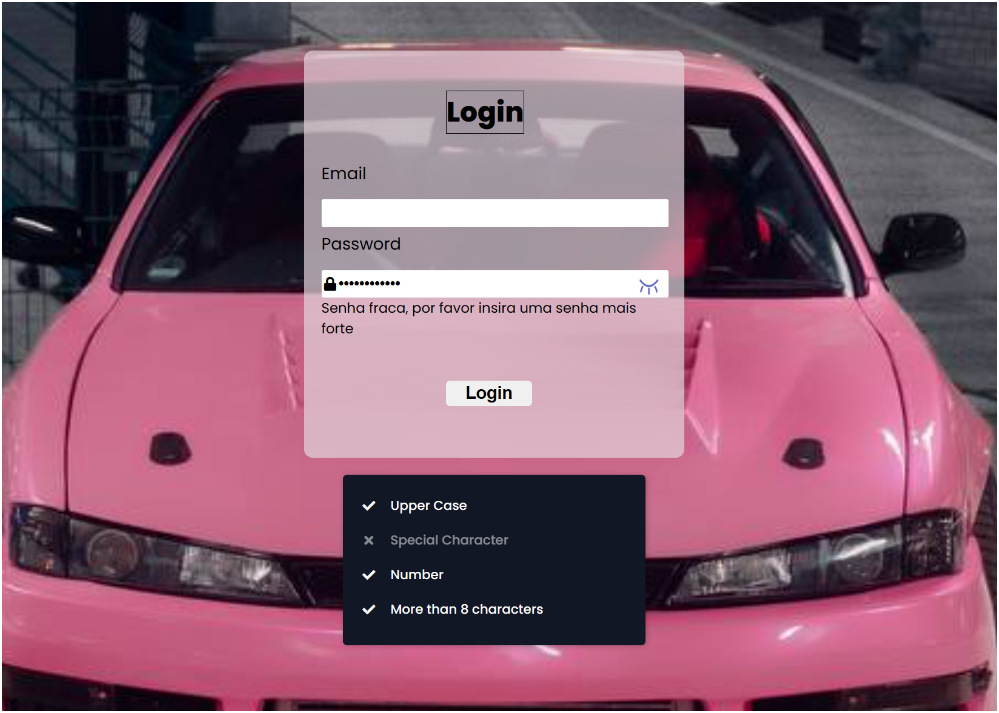 Login
Email
Password
••••••••••••
Senha fraca, por favor insira uma senha mais
forte
Login
Upper Case
Special Character
Number
More than 8 characters